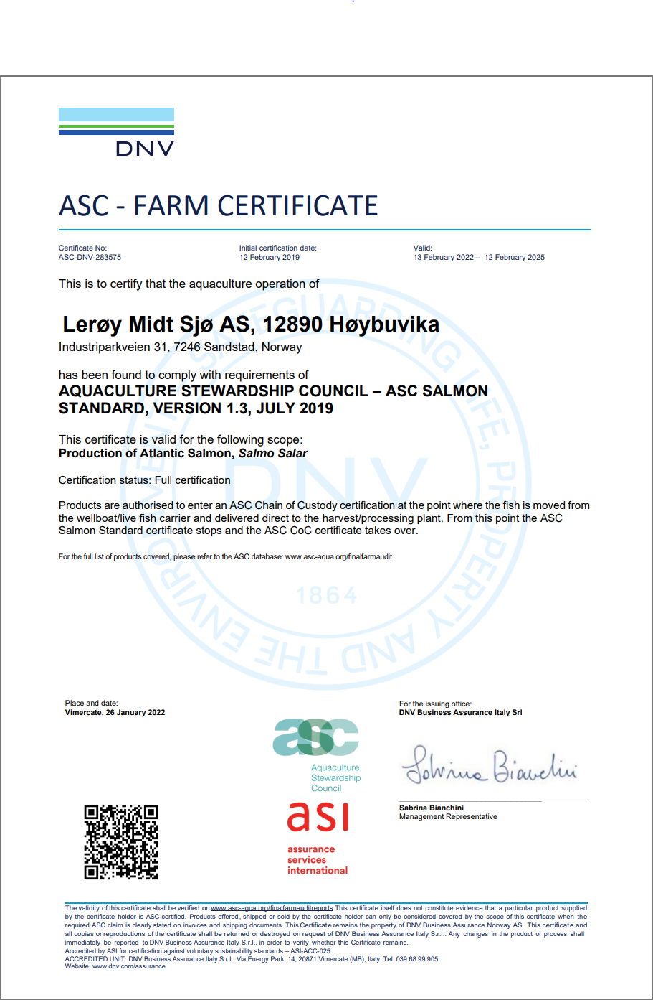 DNV
ASC - FARM CERTIFICATE
Certificate No:
ASC-DNV-283575
Initial certification date:
12 February 2019
Valid:
13 February 2022 – 12 February 2025
This is to certify that the aquaculture operation of
Lerøy Midt Sjø AS, 12890 Høybuvika
Industriparkveien 31, 7246 Sandstad, Norway
has been found to comply with requirements of
AQUACULTURE STEWARDSHIP COUNCIL – ASC SALMON
STANDARD, VERSION 1.3, JULY 2019
This certificate is valid for the following scope:
Production of Atlantic Salmon, Salmo Salar
Certification status: Full certification
Products are authorised to enter an ASC Chain of Custody certification at the point where the fish is moved from
the wellboat/live fish carrier and delivered direct to the harvest/processing plant. From this point the ASC
Salmon Standard certificate stops and the ASC CoC certificate takes over.
For the full list of products covered, please refer to the ASC database: www.asc-aqua.org/finalfarmaudit
SAFEGUARDING LIFE, PROPERTY AND THE ENVIRONMENT
DNV
1864
Place and date:
Vimercate, 26 January 2022
For the issuing office:
DNV Business Assurance Italy Srl
asc
Aquaculture
Stewardship
Council
Sabrina Bianchini
Sabrina Bianchini
Management Representative
asi
assurance
services
international
The validity of this certificate shall be verified on www.asc-aqua.org/finalfarmauditreports This certificate itself does not constitute evidence that a particular product supplied
by the certificate holder is ASC-certified. Products offered, shipped or sold by the certificate holder can only be considered covered by the scope of this certificate when the
required ASC claim is clearly stated on invoices and shipping documents. This Certificate remains the property of DNV Business Assurance Norway AS. This certificate and
all copies or reproductions of the certificate shall be returned or destroyed on request of DNV Business Assurance Italy S.r.l.. Any changes in the product or process shall
immediately be reported to DNV Business Assurance Italy S.r.l.. in order to verify whether this Certificate remains.
Accredited by ASI for certification against voluntary sustainability standards – ASI-ACC-025.
ACCREDITED UNIT: DNV Business Assurance Italy S.r.l., Via Energy Park, 14, 20871 Vimercate (MB), Italy. Tel. 039.68 99 905.
Website: www.dnv.com/assurance